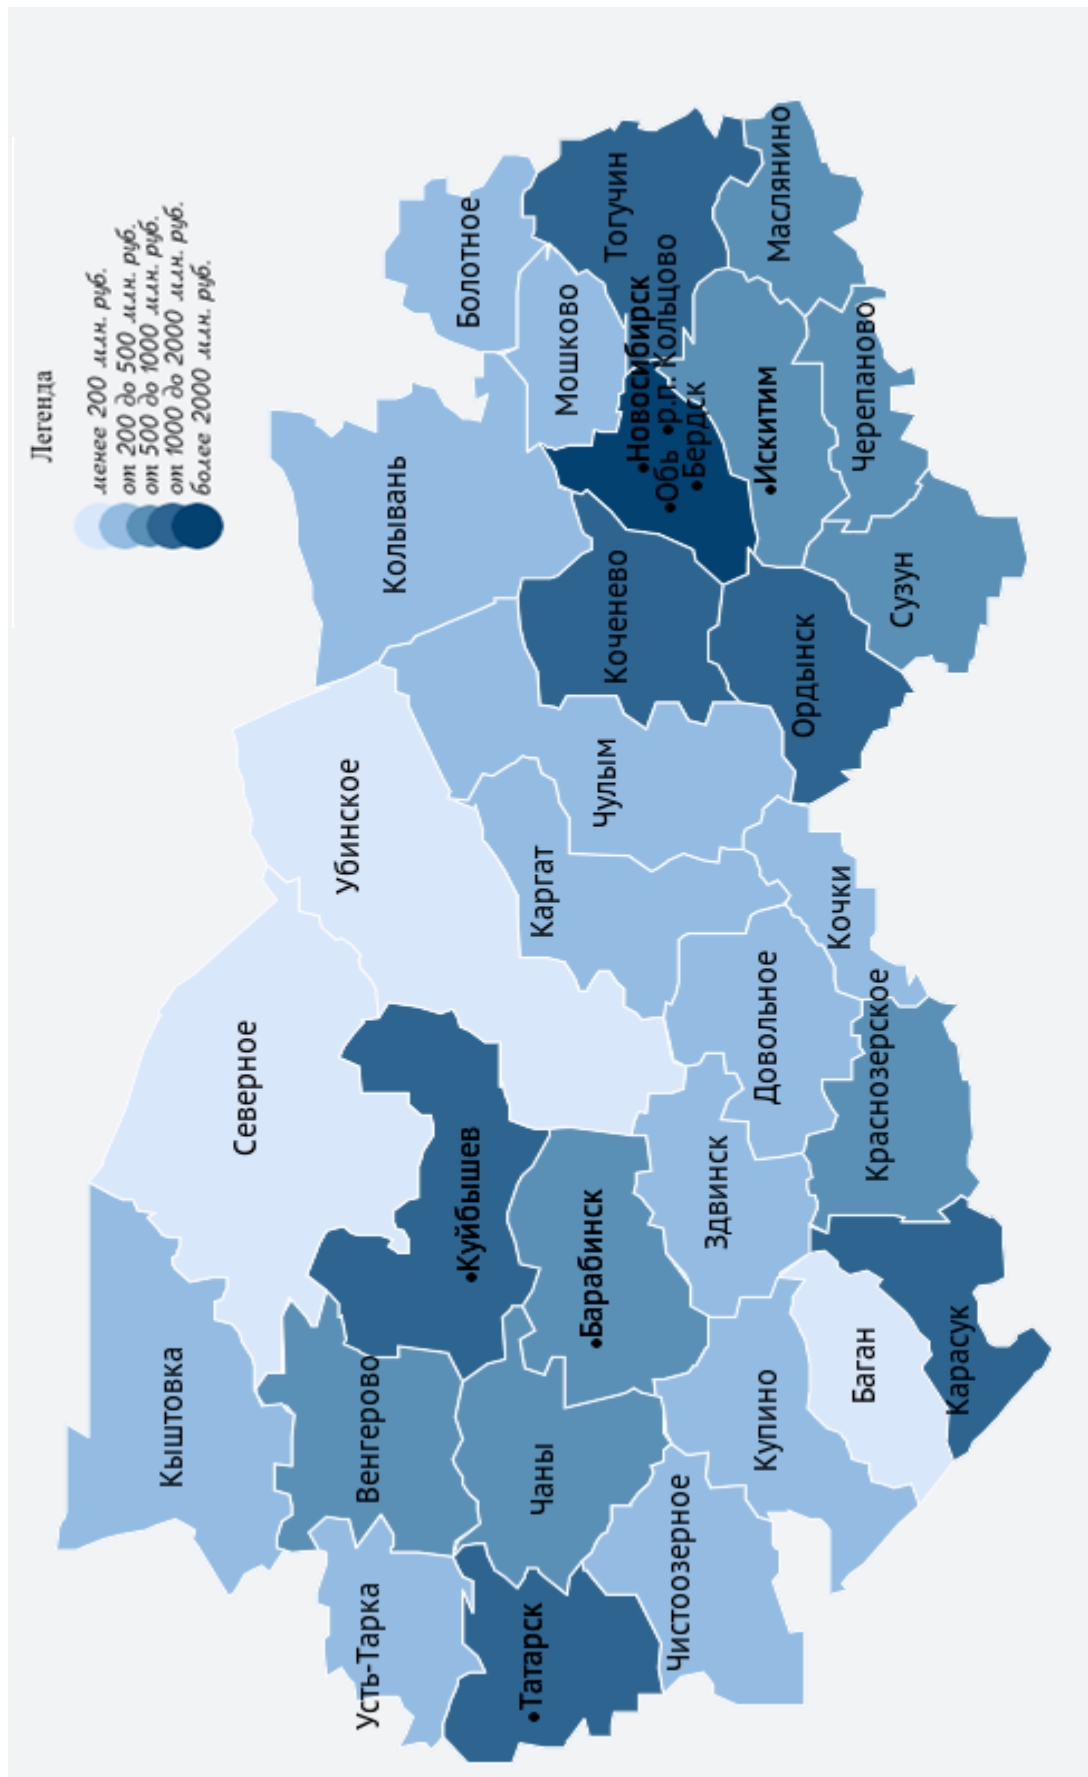 Легенда
менее 200 млн. руб.
от 200 до 500 млн. руб.
от 500 до 1000 млн. руб.
от 1000 до 2000 млн. руб.
более 2000 млн. руб.
Кыштовка
Северное
Усть-Тарка
Венгерово
•Куйбышев
Убинское
Колывань
Болотное
•Татарск
Чаны
•Барабинск
Каргат
Чулым
Коченево
Мошково
Тогучин
•Новосибирск
•Обь •р.п. Кольцово
•Бердск
Чистоозерное
Купино
Здвинск
Довольное
Кочки
Ордынск
•Искитим
Маслянино
Баган
Карасук
Краснозерское
Сузун
Черепаново